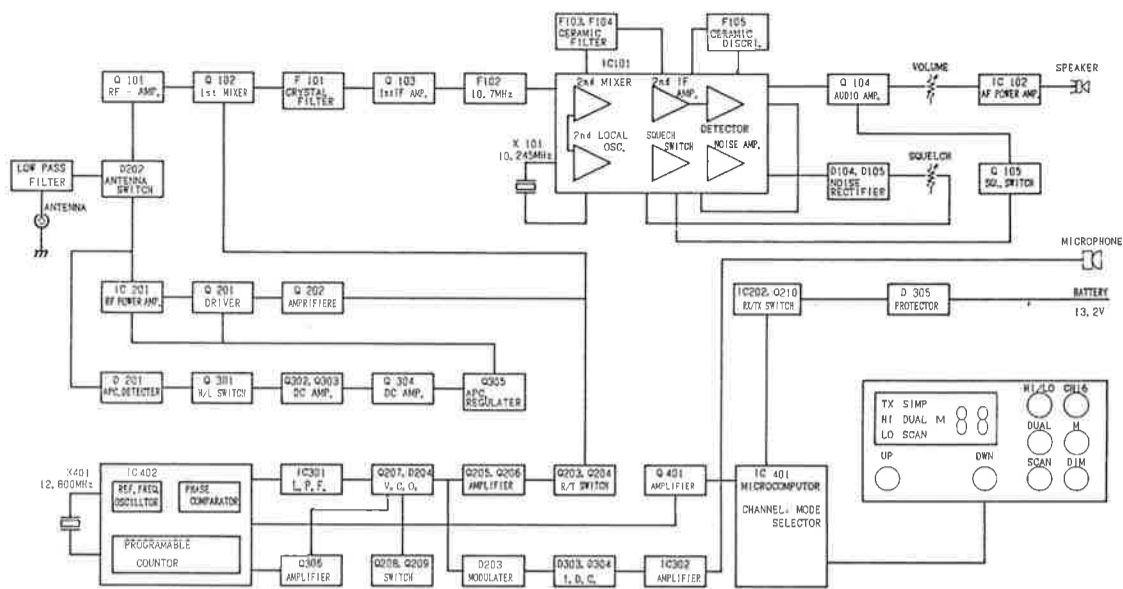 F103, F104
CERAMIC
FILTER
F105
CERAMIC
DISCRI.
IC101
Q 101
RF - AMP.
Q 102
1st MIXER
F 101
CRYSTAL
FILTER
Q 103
1st IF AMP.
F102
10.7MHz
2nd MIXER
2nd IF
AMP.
DETECTOR
2nd LOCAL
OSC.
SQECH
SWITCH
NOISE AMP.
X 101
10.245MHz
Q 104
AUDIO AMP.
VOLUME
IC 102
AF POWER AMP.
SPEAKER
D104, D105
NOISE
RECTIFIER
SQUELCH
Q 105
SQL. SWITCH
LOW PASS
FILTER
D202
ANTENNA
SWITCH
ANTENNA
MICROPHONE
IC 201
RF POWER AMP.
Q 201
DRIVER
Q 202
AMPRIFIERE
IC202, Q210
RX/TX SWITCH
D 305
PROTECTOR
BATTERY
13.2V
D 201
APC. DETECTER
Q 301
H/L SWITCH
Q302, Q303
DC AMP.
Q 304
DC AMP.
Q305
APC.
REGULATER
TX SIMP
HI DUAL M 88
LO SCAN
HI/LO CH16
DUAL M
SCAN DIM
UP
DWN
X401
12.800MHz
IC402
REF. FREQ.
OSCILLTOR
PHASE
COMPARATOR
PROGRAMABLE
COUNTOR
IC301
L. P. F.
Q207, D204
V. C. O.
Q205, Q206
AMPLIFIER
Q203, Q204
R/T SWITCH
Q 401
AMPLIFIER
IC 401
MICROCOMPUTOR
CHANNEL: MODE
SELECTOR
Q306
AMPLIFIER
Q208, Q209
SWITCH
D203
MODULATER
D303, D304
I. D. C.
IC302
AMPLIFIER